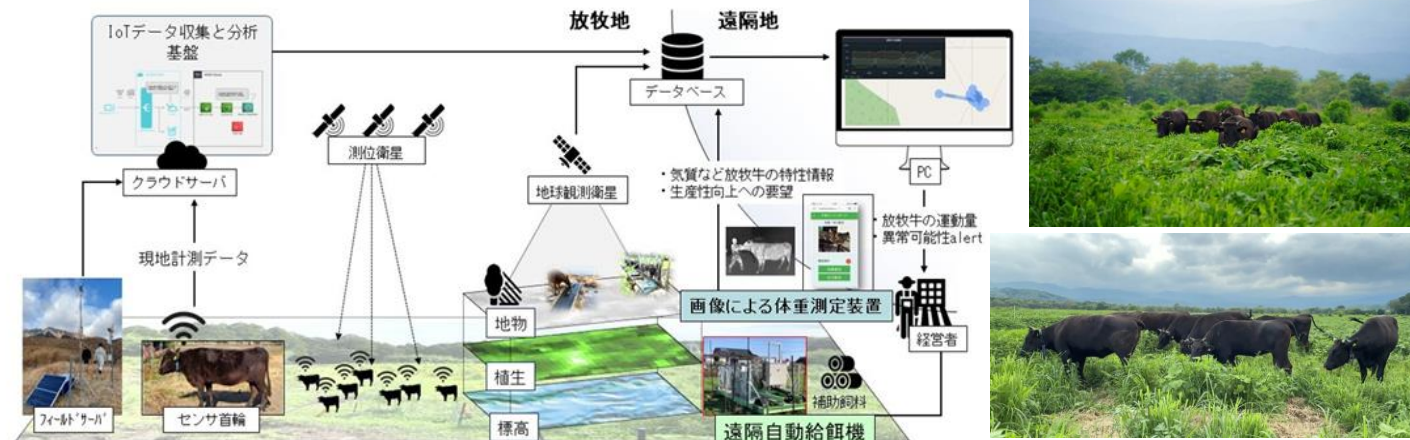 放牧地
遠隔地
IoTデータ収集と分析
基盤
データベース
測位衛星
クラウドサーバ
地球観測衛星
・気質など放牧牛の特性情報
・生産性向上への要望
PC
・放牧牛の運動量
・異常可能性alert
現地計測データ
地物
画像による体重測定装置
経営者
植生
補助飼料
フィールドサーバ
センサ首輪
標高
遠隔自動給餌機